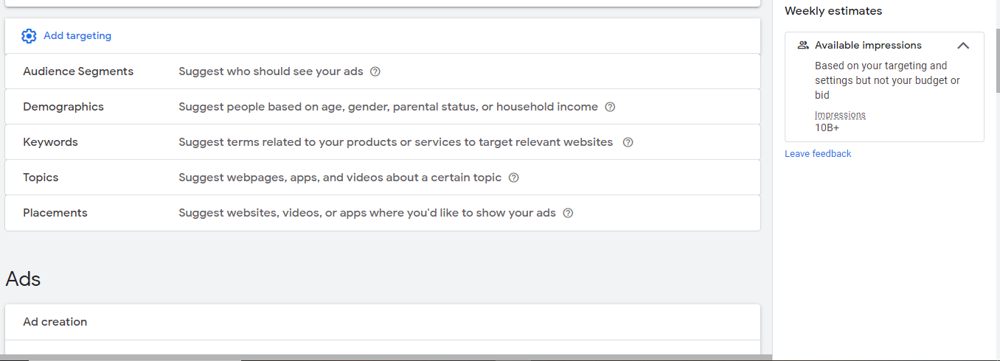 Add targeting
Audience Segments Suggest who should see your ads
Demographics Suggest people based on age, gender, parental status, or household income
Keywords Suggest terms related to your products or services to target relevant websites
Topics Suggest webpages, apps, and videos about a certain topic
Placements Suggest websites, videos, or apps where you'd like to show your ads
Ads
Ad creation
Weekly estimates
Available impressions
Based on your targeting and
settings but not your budget or
bid
Impressions
10B+
Leave feedback